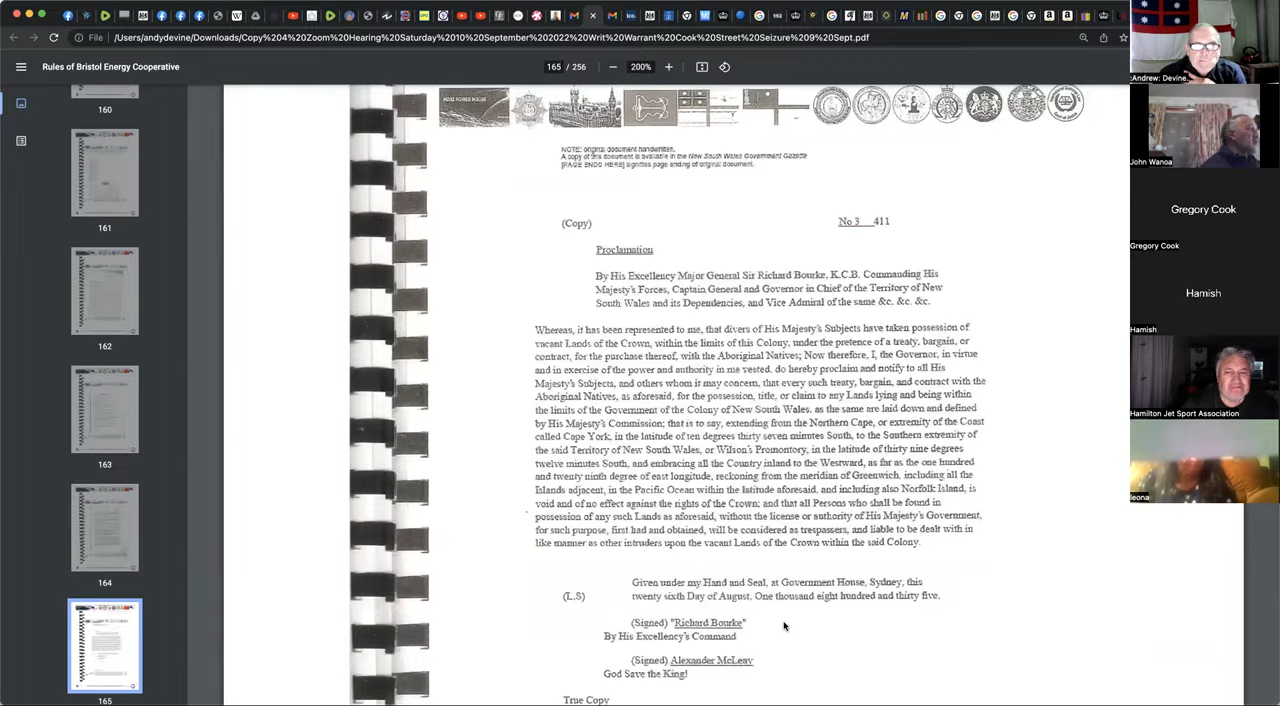 File | /Users/andydevine/Downloads/Copy%204%20Zoom%20Hearing%20Saturday
%202022%20Writ%20Warrant%20Cook%20Street%20Seizure%209%20Sept.pdf
Rules of Bristol Energy Cooperative
165 / 256
200%
160
161
162
163
164
165
HOBZ POWER HOUSE
NOTE: original document handwritten.
A copy of this document is available in the New South Wales Government Gazette
[PAGE ENDS HERE] signifies page ending of original document.
(Copy)
No 3 411
Proclamation
By His Excellency Major General Sir Richard Bourke, K.C.B. Commanding His
Majesty's Forces, Captain General and Governor in Chief of the Territory of New
South Wales and its Dependencies, and Vice Admiral of the same &c. &c. &c.
Whereas, it has been represented to me, that divers of His Majesty's Subjects have taken possession of
vacant Lands of the Crown, within the limits of this Colony, under the pretence of a treaty, bargain, or
contract, for the purchase thereof, with the Aboriginal Natives; Now therefore, I, the Governor, in virtue
and in exercise of the power and authority in me vested, do hereby proclaim and notify to all His
Majesty's Subjects, and others whom it may concern, that every such treaty, bargain, and contract with the
Aboriginal Natives, as aforesaid, for the possession, title, or claim to any Lands lying and being within
the limits of the Government of the Colony of New South Wales, as the same are laid down and defined
by His Majesty's Commission; that is to say, extending from the Northern Cape, or extremity of the Coast
called Cape York, in the latitude of ten degrees thirty seven minutes South, to the Southern extremity of
the said Territory of New South Wales, or Wilson's Promontory, in the latitude of thirty nine degrees
twelve minutes South, and embracing all the Country inland to the Westward, as far as the one hundred
and twenty ninth degree of east longitude, reckoning from the meridian of Greenwich, including all the
Islands adjacent, in the Pacific Ocean within the latitude aforesaid, and including also Norfolk Island, is
void and of no effect against the rights of the Crown; and that all Persons who shall be found in
possession of any such Lands as aforesaid, without the license or authority of His Majesty's Government,
for such purpose, first had and obtained, will be considered as trespassers, and liable to be dealt with in
like manner as other intruders upon the vacant Lands of the Crown within the said Colony.
Given under my Hand and Seal, at Government House, Sydney, this
(L.S) twenty sixth Day of August, One thousand eight hundred and thirty five.
(Signed) "Richard Bourke"
By His Excellency's Command
(Signed) Alexander McLeay
God Save the King!
True Copy
:Andrew: Devine.
John Wanoa
Gregory Cook
Gregory Cook
Hamish
Hamish
Hamilton Jet Sport Association
leona